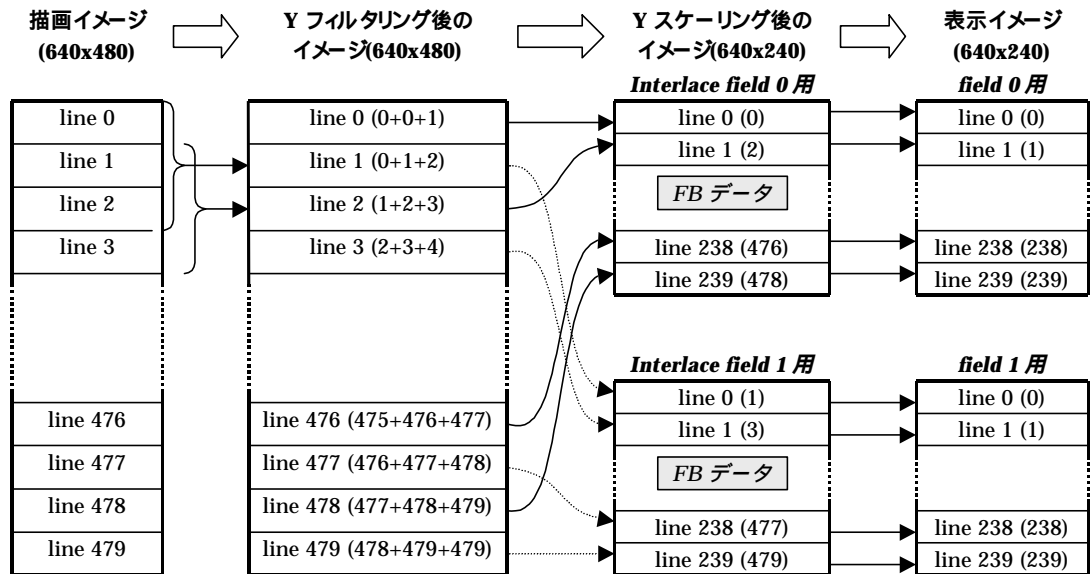 描画イメージ
(640x480)
Y フィルタリング後の
イメージ(640x480)
Y スケーリング後の
イメージ(640x240)
表示イメージ
(640x240)
line 0
line 1
line 2
line 3
line 476
line 477
line 478
line 479
line 0 (0+0+1)
line 1 (0+1+2)
line 2 (1+2+3)
line 3 (2+3+4)
line 476 (475+476+477)
line 477 (476+477+478)
line 478 (477+478+479)
line 479 (478+479+479)
Interlace field 0 用
line 0 (0)
line 1 (2)
FB データ
line 238 (476)
line 239 (478)
Interlace field 1 用
line 0 (1)
line 1 (3)
FB データ
line 238 (477)
line 239 (479)
field 0 用
line 0 (0)
line 1 (1)
line 238 (238)
line 239 (239)
field 1 用
line 0 (0)
line 1 (1)
line 238 (238)
line 239 (239)